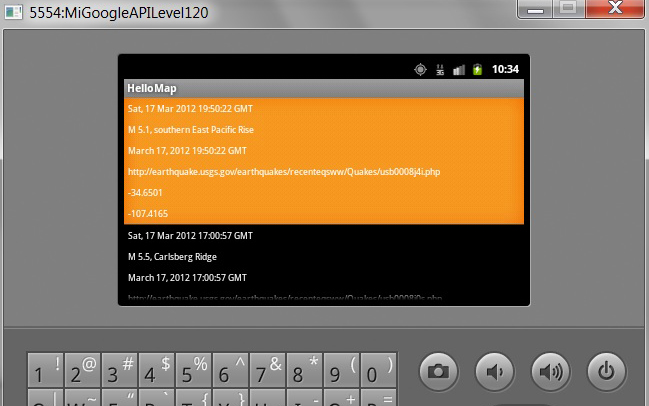 5554:MiGoogleAPILevel120
3G 10:34
HelloMap
Sat, 17 Mar 2012 19:50:22 GMT
M 5.1, southern East Pacific Rise
March 17, 2012 19:50:22 GMT
http://earthquake.usgs.gov/earthquakes/recenteqsww/Quakes/usb0008j4i.php
-34.6501
-107.4165
Sat, 17 Mar 2012 17:00:57 GMT
M 5.5, Carlsberg Ridge
March 17, 2012 17:00:57 GMT
1 ! 2 @ 3 # 4 $ 5 % 6 ^ 7 & 8 * 9 ( 0 )